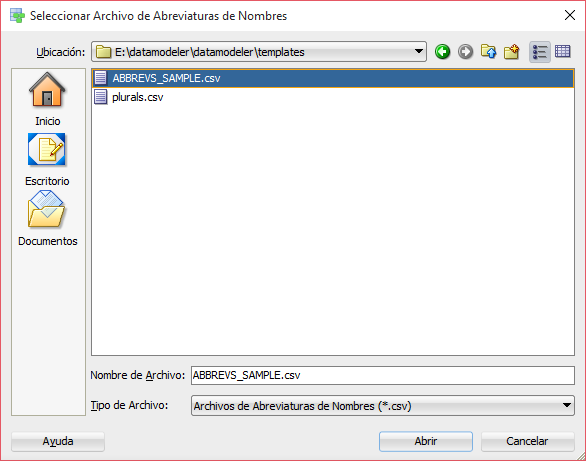 Seleccionar Archivo de Abreviaturas de Nombres
Ubicación: E:\datamodeler\datamodeler\templates
ABBREVS_SAMPLE.csv
plurals.csv
Inicio
Escritorio
Documentos
Nombre de Archivo: ABBREVS_SAMPLE.csv
Tipo de Archivo: Archivos de Abreviaturas de Nombres (*.csv)
Ayuda Abrir Cancelar